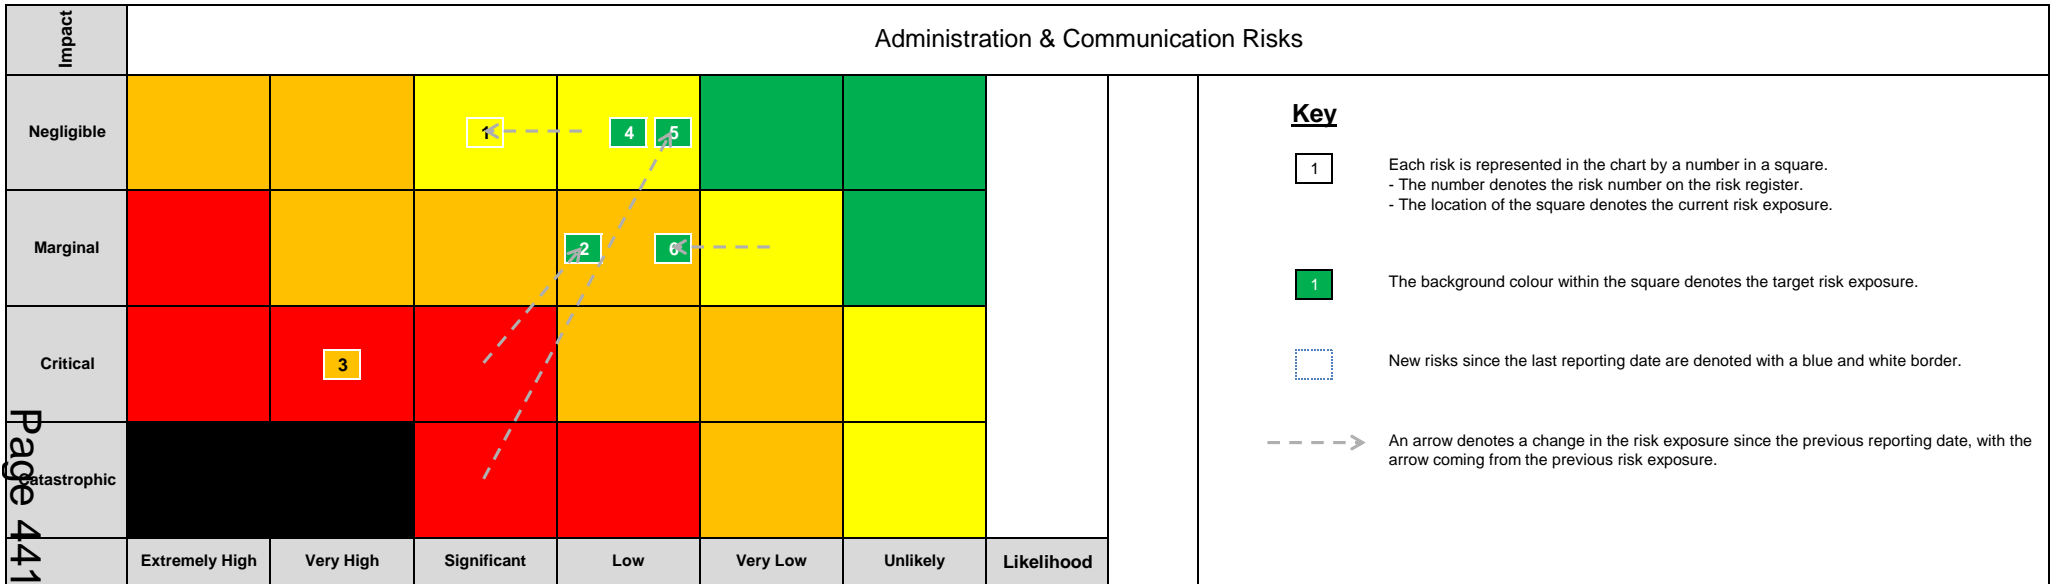 Impact
Administration & Communication Risks
Negligible
1
4
5
Marginal
2
6
Critical
3
Catastrophic
Extremely High
Very High
Significant
Low
Very Low
Unlikely
Likelihood
Key
1
Each risk is represented in the chart by a number in a square.
- The number denotes the risk number on the risk register.
- The location of the square denotes the current risk exposure.
1
The background colour within the square denotes the target risk exposure.
New risks since the last reporting date are denoted with a blue and white border.
An arrow denotes a change in the risk exposure since the previous reporting date, with the
arrow coming from the previous risk exposure.
Page 441